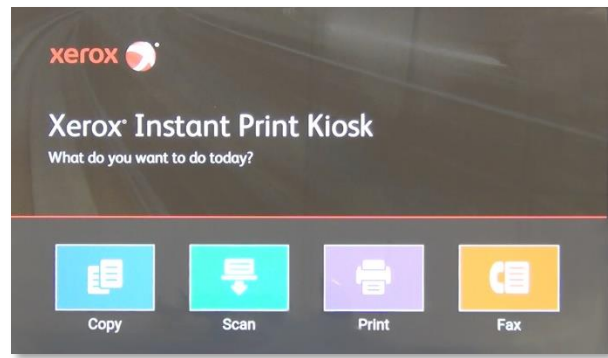 xerox
Xerox® Instant Print Kiosk
What do you want to do today?
Copy
Scan
Print
Fax